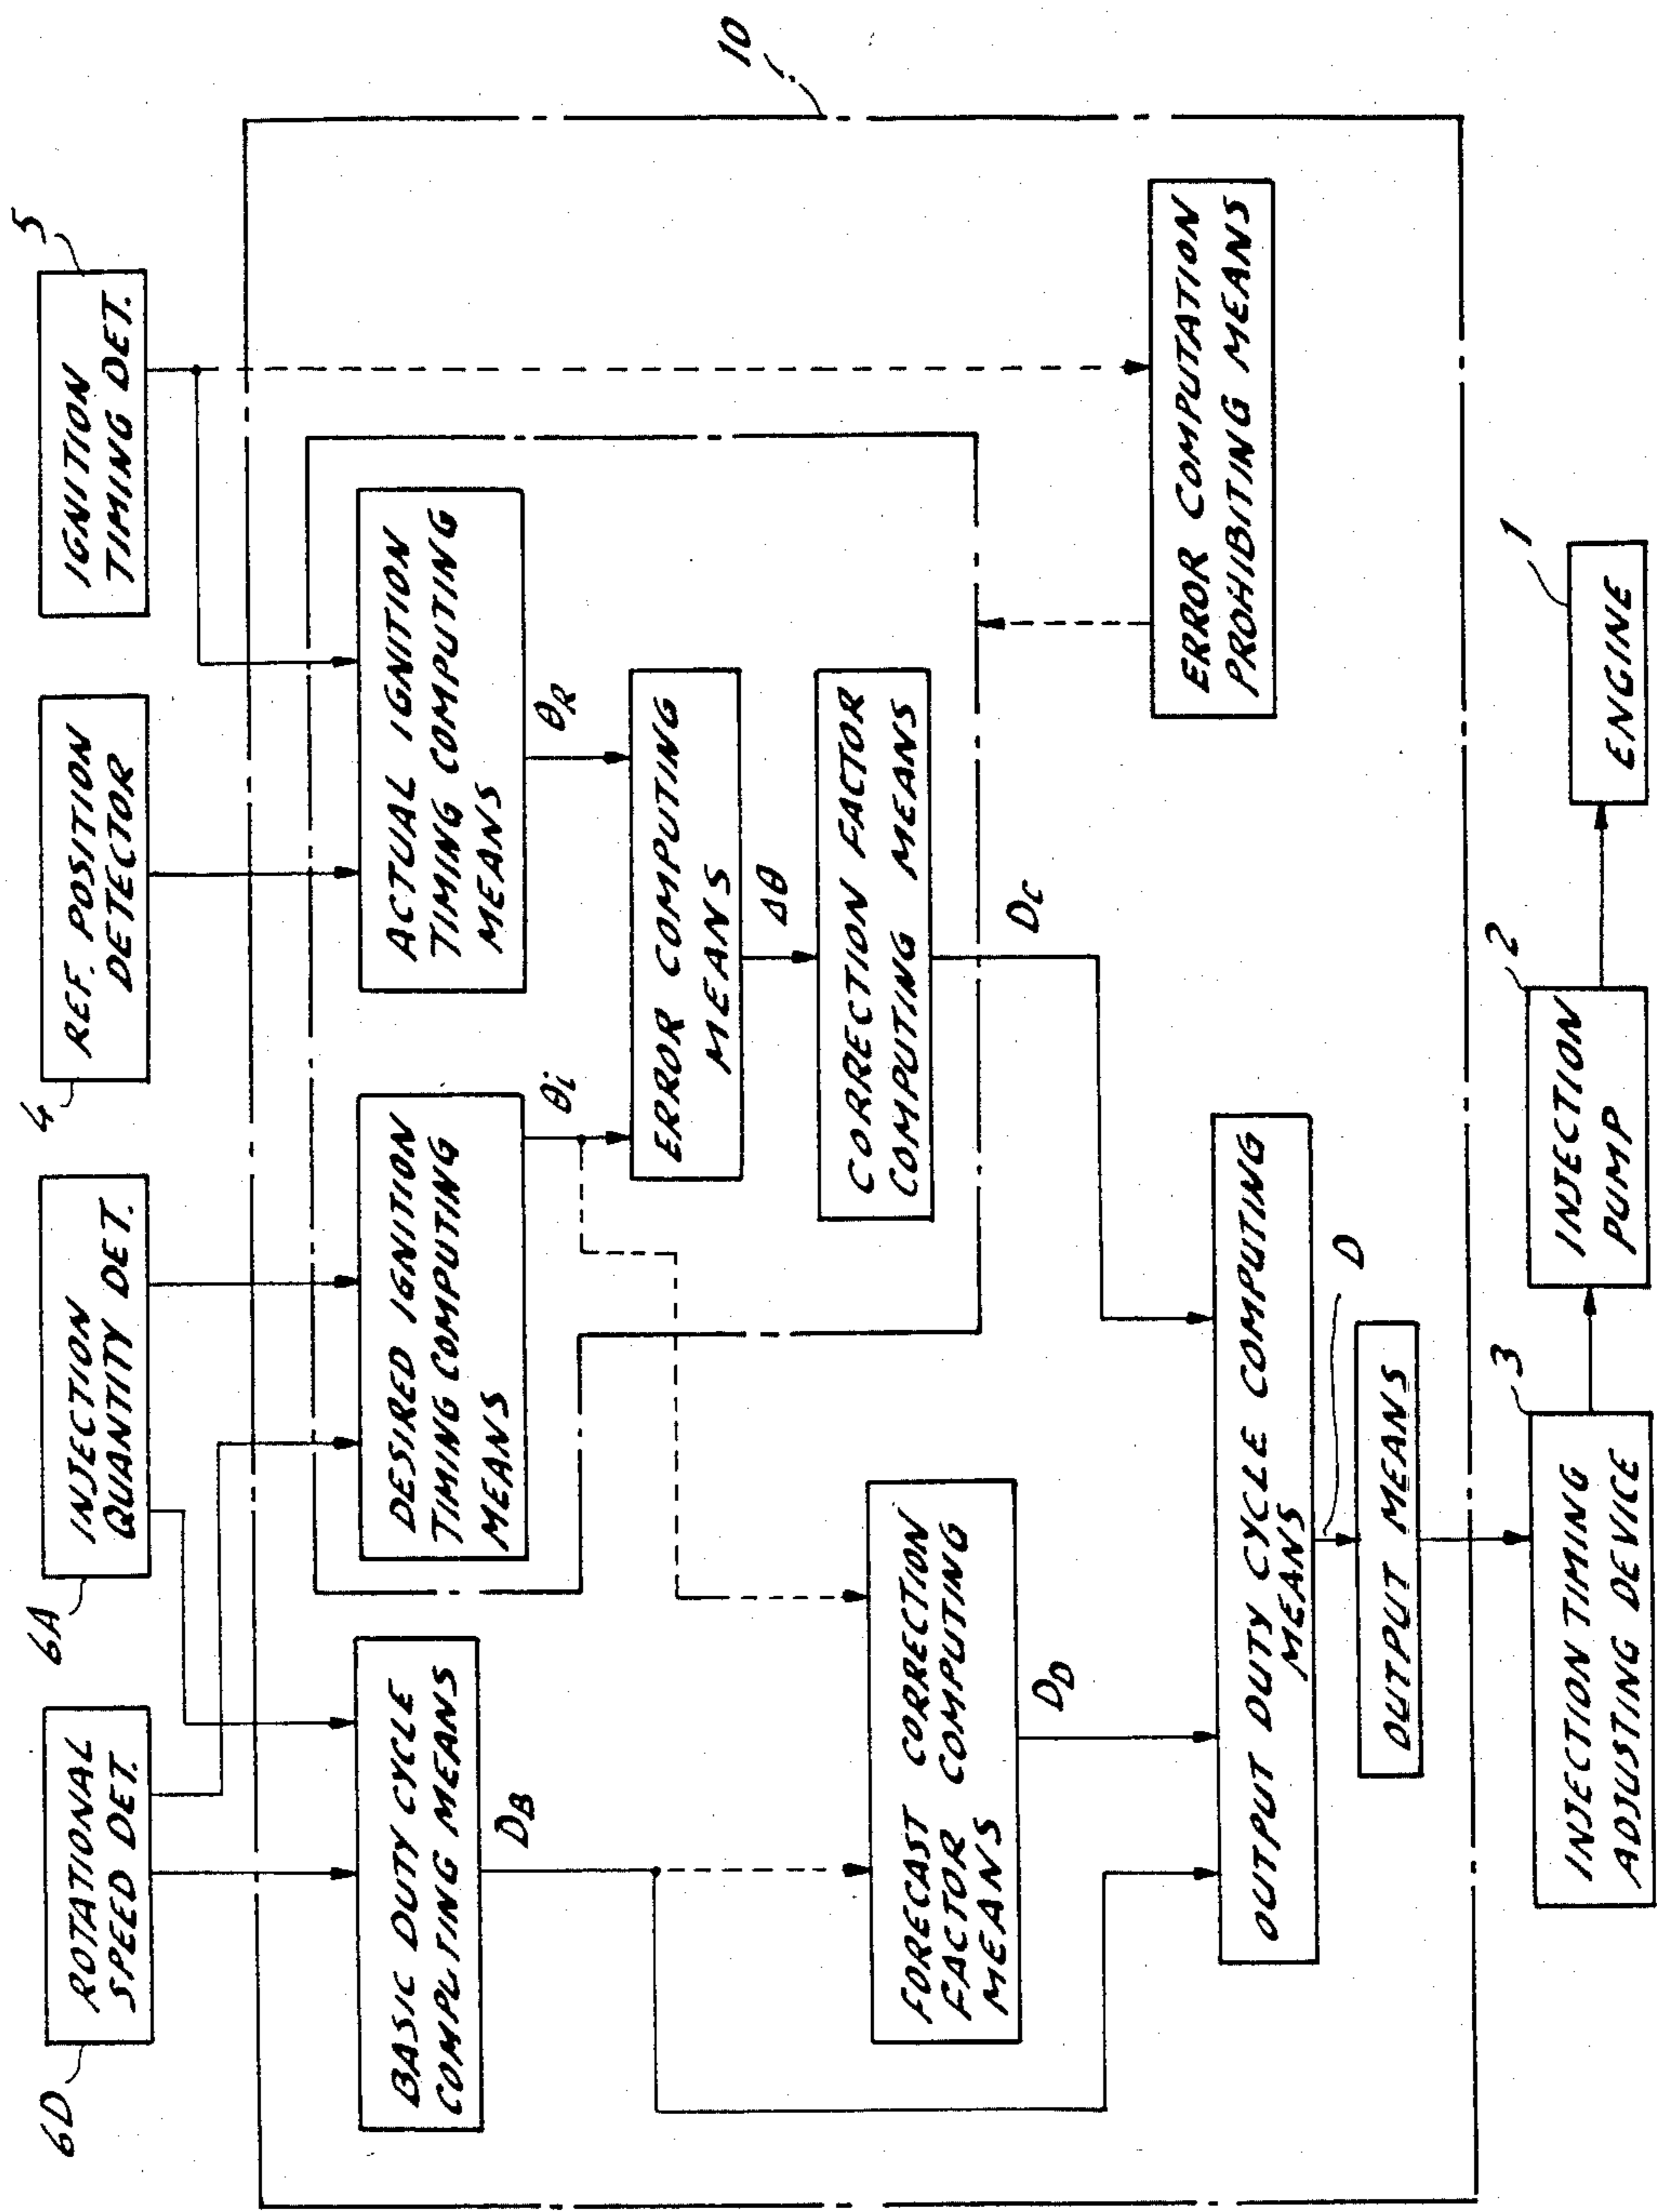 6D
ROTATIONAL
SPEED DET.
6A
INJECTION
QUANTITY DET.
4
REF. POSITION
DETECTOR
5
IGNITION
TIMING DET.
10
BASIC DUTY CYCLE
COMPUTING MEANS
DB
DESIRED IGNITION
TIMING COMPUTING
MEANS
θi
ACTUAL IGNITION
TIMING COMPUTING
MEANS
θR
ERROR COMPUTING
MEANS
Δθ
CORRECTION FACTOR
COMPUTING MEANS
DC
FORECAST CORRECTION
FACTOR COMPUTING
MEANS
DD
ERROR COMPUTATION
PROHIBITING MEANS
OUTPUT DUTY CYCLE COMPUTING
MEANS
D
OUTPUT MEANS
3
INJECTION TIMING
ADJUSTING DEVICE
2
INJECTION
PUMP
1
ENGINE